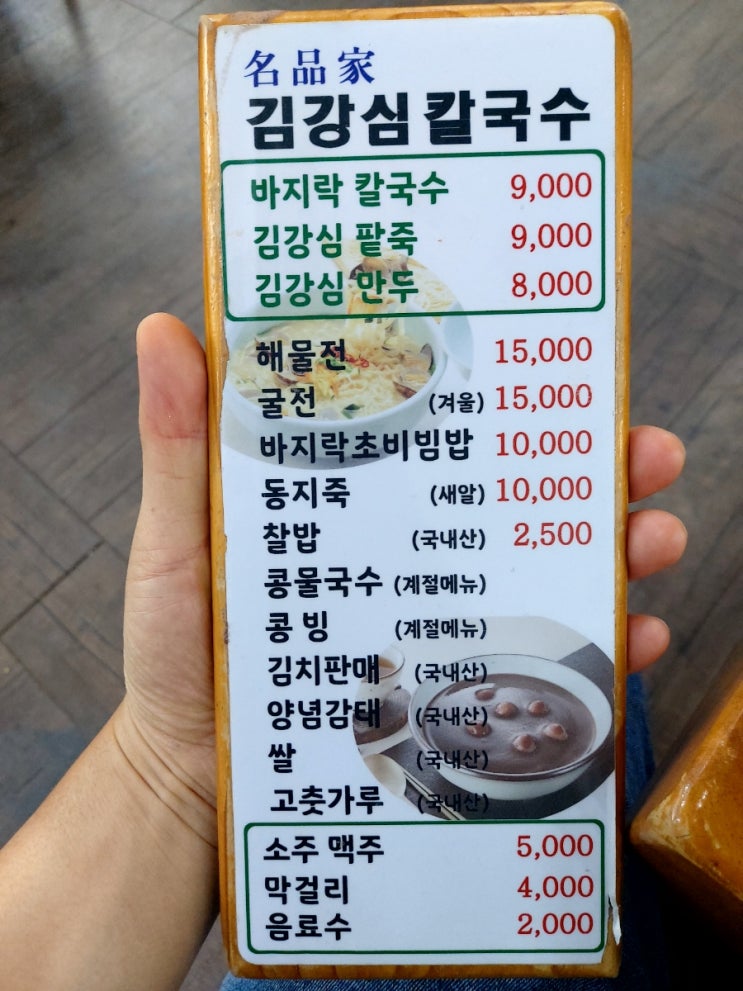 名品家
김강심칼국수
바지락 칼국수 9,000
김강심 팥죽 9,000
김강심 만두 8,000
해물전 15,000
굴전 (겨울) 15,000
바지락초비빔밥 10,000
동지죽 (새알) 10,000
찰밥 (국내산) 2,500
콩물국수 (계절메뉴)
콩빙 (계절메뉴)
김치판매 (국내산)
양념감태 (국내산)
쌀 (국내산)
고춧가루 (국내산)
소주 맥주 5,000
막걸리 4,000
음료수 2,000